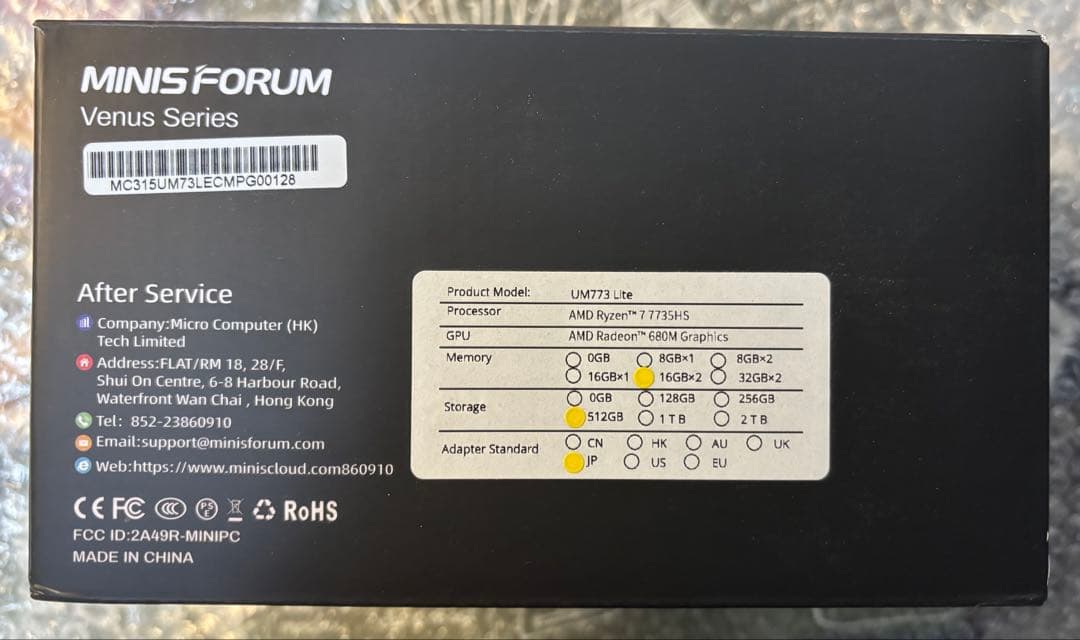 MINISFORUM
Venus Series
MC315UM73LECMPG00128
After Service
Company:Micro Computer (HK)
Tech Limited
Address:FLAT/RM 18, 28/F,
Shui On Centre, 6-8 Harbour Road,
Waterfront Wan Chai , Hong Kong
Tel: 852-23860910
Email:support@minisforum.com
Web:https://www.miniscloud.com860910
CE FC CCC PSE RoHS
FCC ID:2A49R-MINIPC
MADE IN CHINA
Product Model: UM773 Lite
Processor AMD Ryzen™ 7 7735HS
GPU AMD Radeon™ 680M Graphics
Memory 0GB 8GB×1 8GB×2
16GB×1 16GB×2 32GB×2
Storage 0GB 128GB 256GB
512GB 1TB 2TB
Adapter Standard CN HK AU UK
JP US EU